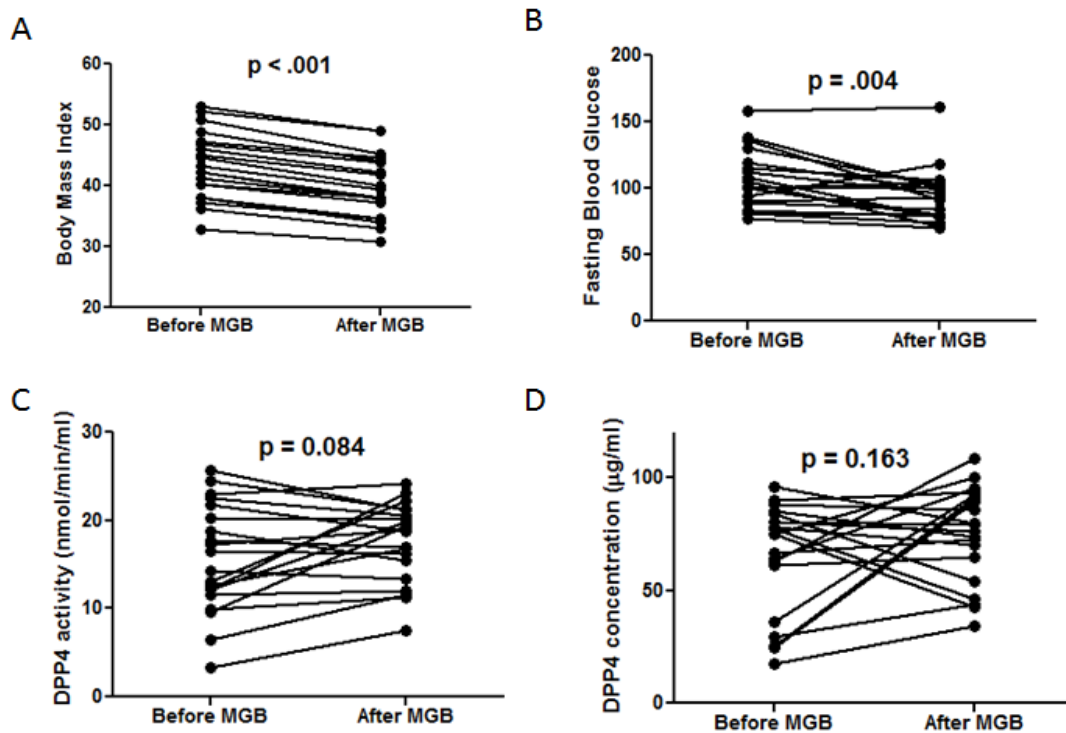 A
p < .001
Body Mass Index
60
50
40
30
20
Before MGB After MGB
B
p = .004
Fasting Blood Glucose
200
150
100
50
0
Before MGB After MGB
C
p = 0.084
DPP4 activity (nmol/min/ml)
30
20
10
0
Before MGB After MGB
D
p = 0.163
DPP4 concentration (µg/ml)
100
50
0
Before MGB After MGB